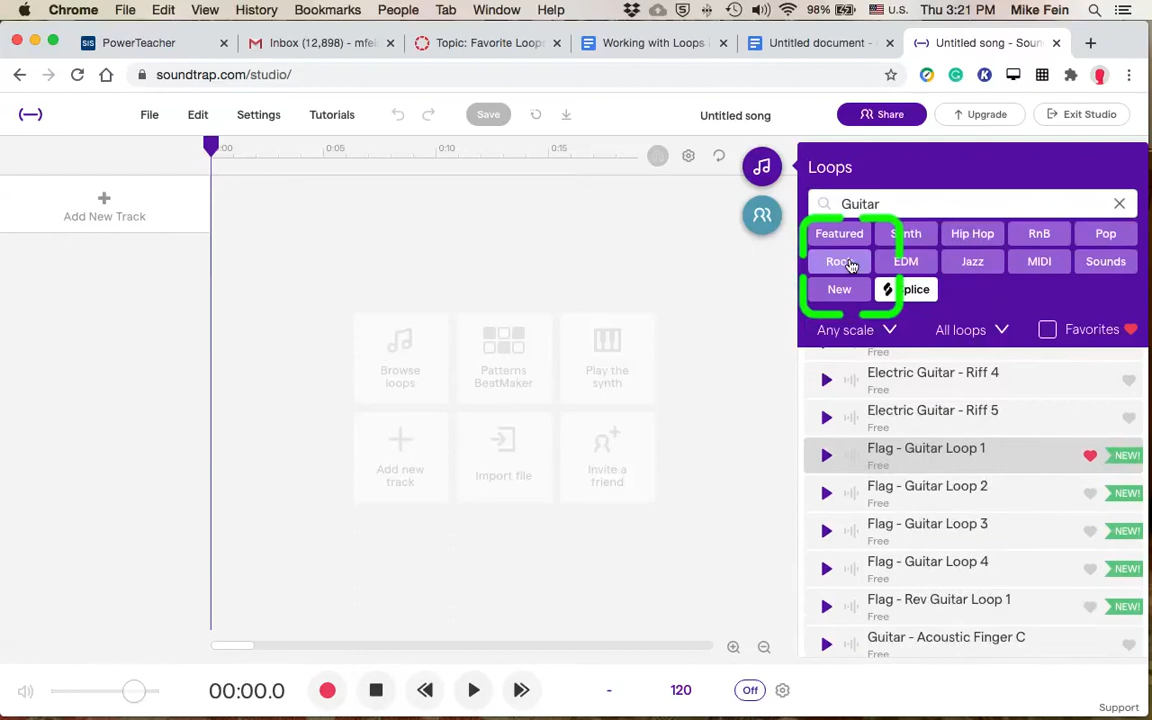 Chrome File Edit View History Bookmarks People Tab Window Help 98% U.S. Thu 3:21 PM Mike Fein
SIS PowerTeacher Inbox (12,898) - mfei Topic: Favorite Loop Working with Loops Untitled document - Untitled song - Soun
soundtrap.com/studio/
File Edit Settings Tutorials Save Untitled song Share Upgrade Exit Studio
:00 0:05 0:10 0:15
Loops
Add New Track
Guitar
Featured Synth Hip Hop RnB Pop
EDM Jazz MIDI Sounds
New Splice
Any scale All loops Favorites
Browse loops
Patterns BeatMaker
Play the synth
Add new track
Import file
Invite a friend
Electric Guitar - Riff 4
Free
Electric Guitar - Riff 5
Free
Flag - Guitar Loop 1 NEW!
Free
Flag - Guitar Loop 2 NEW!
Free
Flag - Guitar Loop 3 NEW!
Free
Flag - Guitar Loop 4 NEW!
Free
Flag - Rev Guitar Loop 1 NEW!
Free
Guitar - Acoustic Finger C
Free
00:00.0 - 120 Off
Support